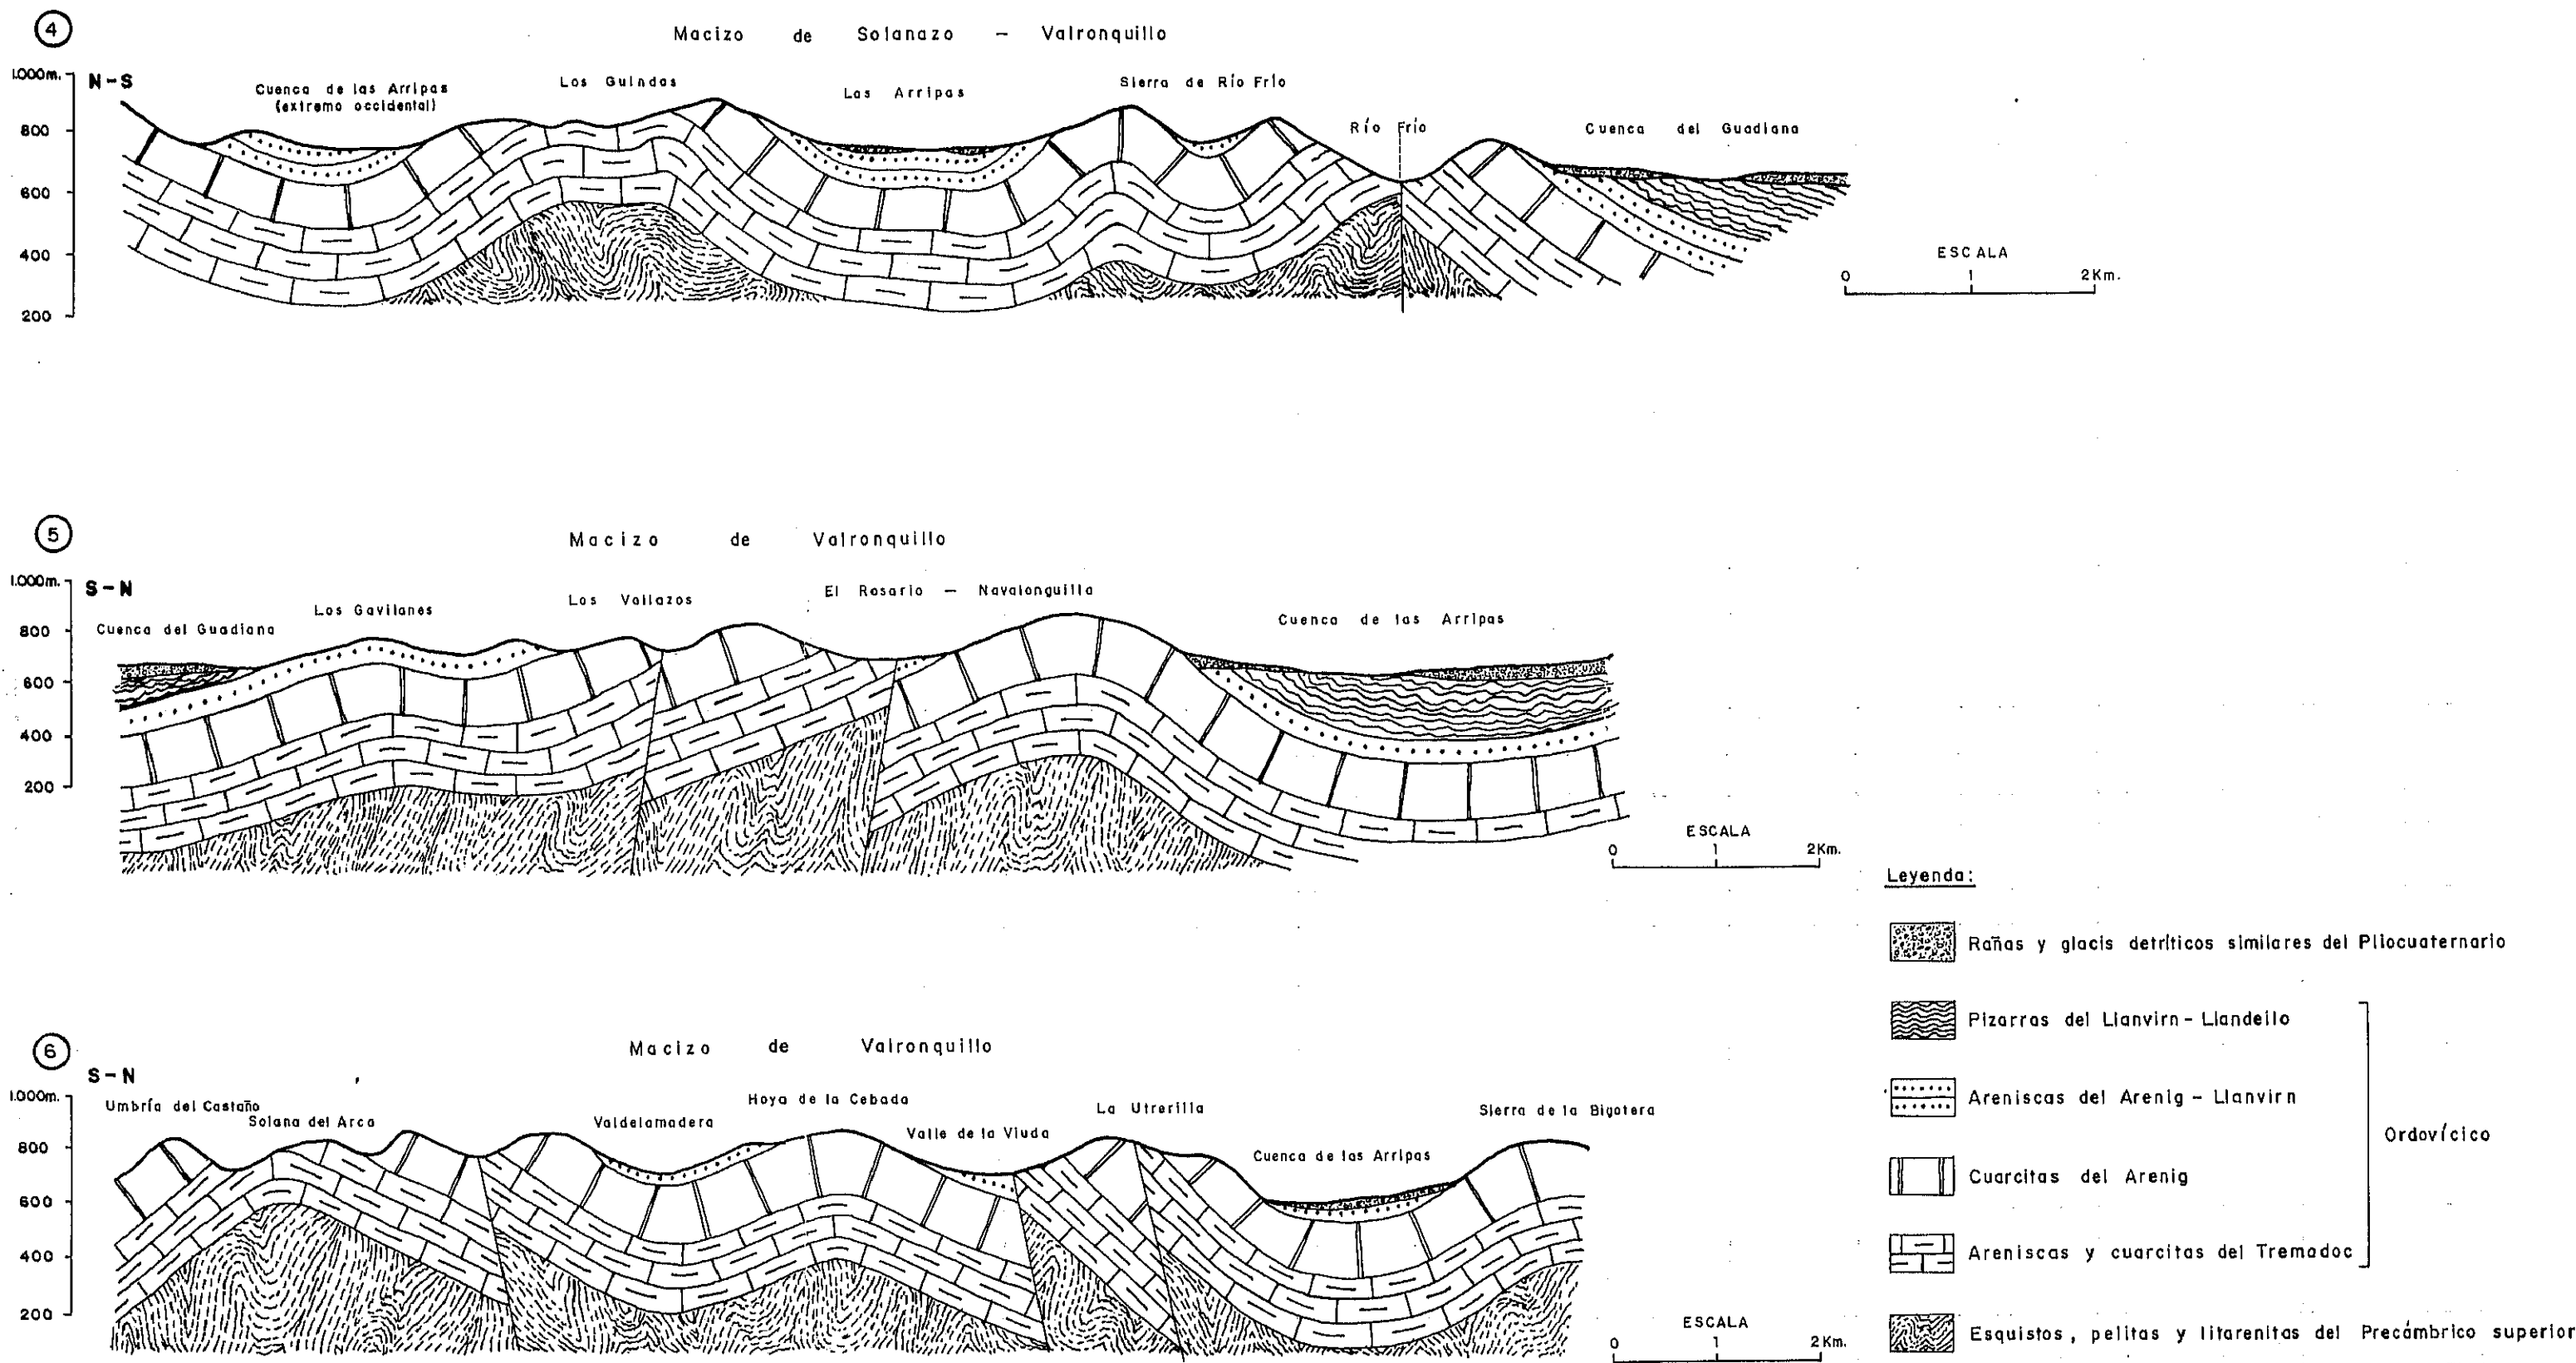 4
Macizo de Solanazo – Valronquillo
1.000m.
N-S
Cuenca de las Arripas
(extremo occidental)
Los Guindas
Las Arripas
Sierra de Río Frío
Río Frío
Cuenca del Guadiana
800
600
400
200
ESCALA
0 1 2Km.
5
Macizo de Valronquillo
1.000m.
S-N
Cuenca del Guadiana
Los Gavilanes
Los Vallazos
El Rosario – Navalonguilla
Cuenca de las Arripas
800
600
400
200
ESCALA
0 1 2Km.
6
Macizo de Valronquillo
S-N
1.000m.
Umbría del Castaño
Solana del Arca
Valdelamadera
Hoya de la Cebada
Valle de la Viuda
La Utrerilla
Cuenca de las Arripas
Sierra de la Bigotera
800
600
400
200
ESCALA
0 1 2Km.
Leyenda:
Rañas y glacis detríticos similares del Pliocuaternario
Pizarras del Llanvirn-Llandeilo
Areniscas del Arenig-Llanvirn
Cuarcitas del Arenig
Areniscas y cuarcitas del Tremadoc
Ordovícico
Esquistos, pelitas y litarenitas del Precámbrico superior